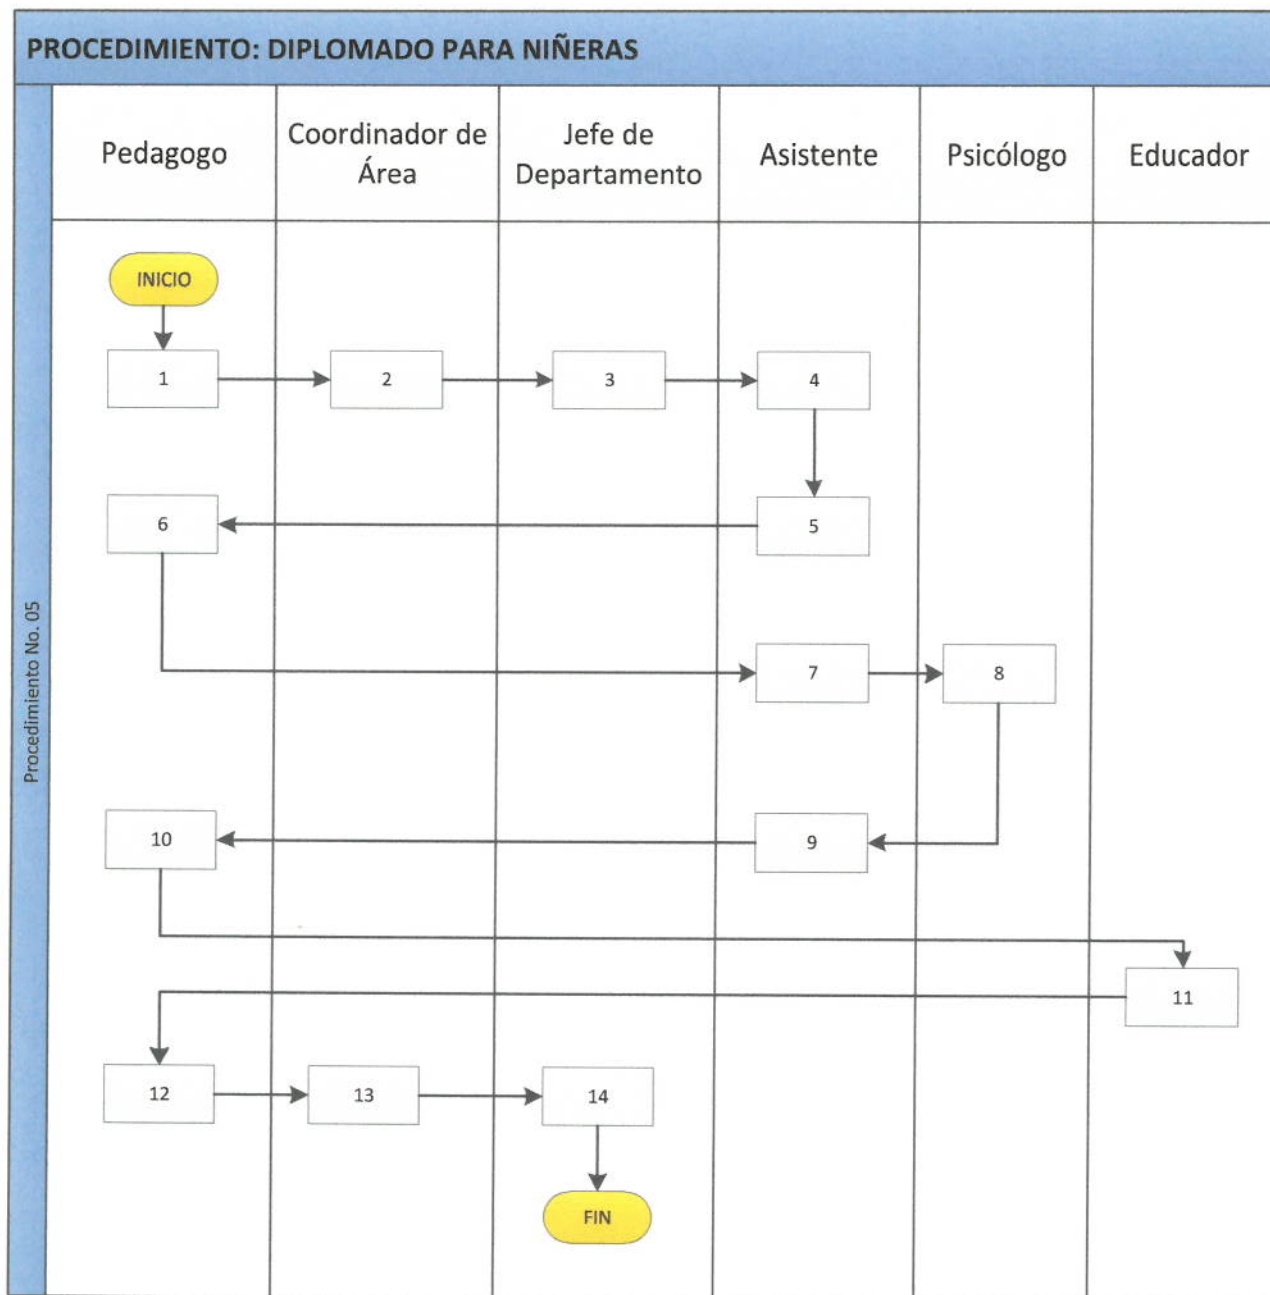 PROCEDIMIENTO: DIPLOMADO PARA NIÑERAS
Procedimiento No. 05
Pedagogo
Coordinador de
Área
Jefe de
Departamento
Asistente
Psicólogo
Educador
INICIO
1
2
3
4
6
5
7
8
10
9
11
12
13
14
FIN